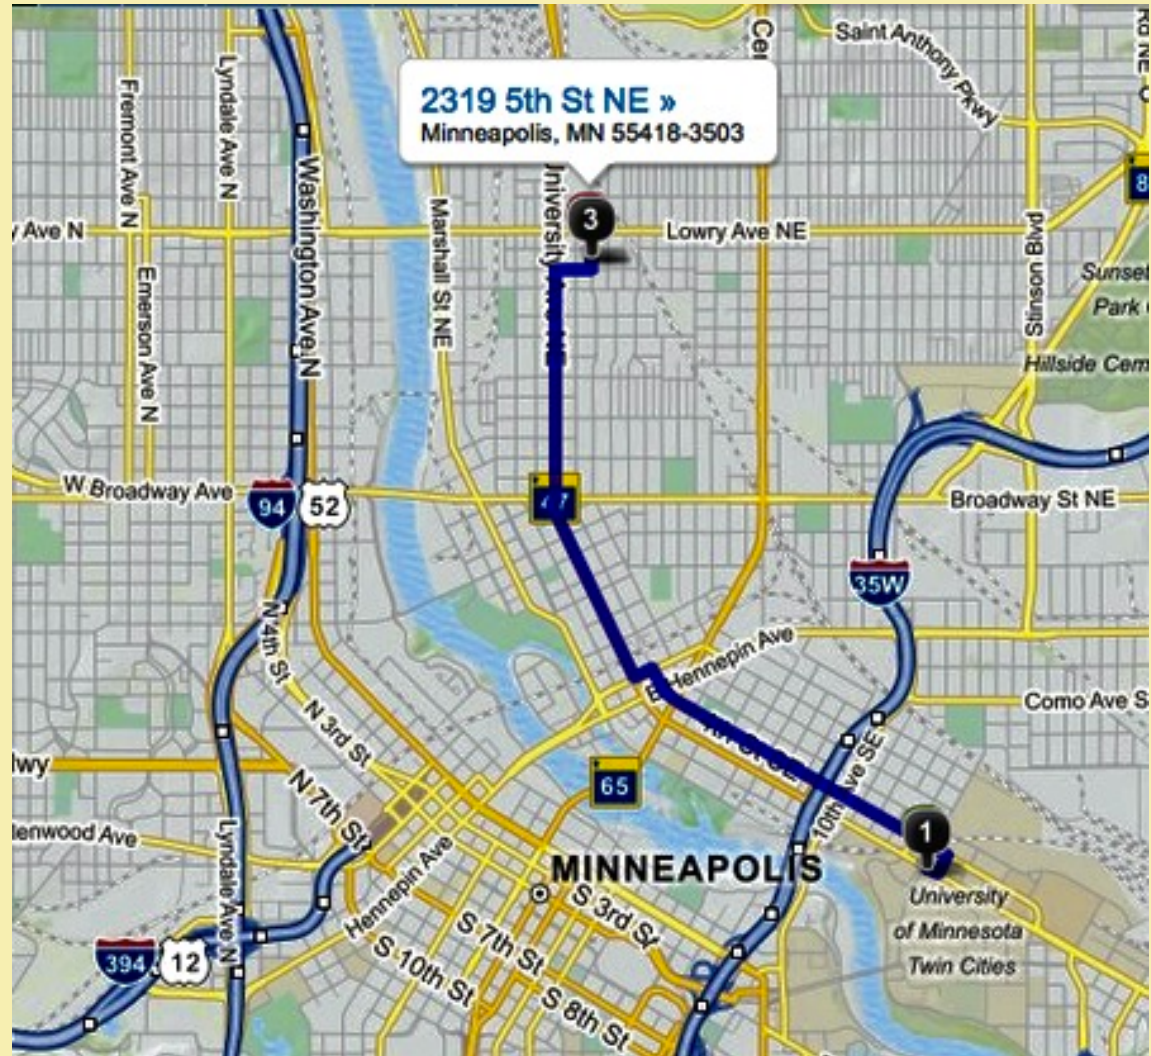 Saint Anthony Pkwy
2319 5th St NE »
Minneapolis, MN 55418-3503
Fremont Ave N
Lyndale Ave N
Washington Ave N
Marshall St NE
University
3
Lowry Ave NE
Ave N
Emerson Ave N
Stinson Blvd
Sunset
Park
Hillside Cem
W Broadway Ave
94
52
47
Broadway St NE
35W
N 4th St
Hennepin Ave
Como Ave S
N 3rd St
65
10th Ave SE
N 7th St
1
MINNEAPOLIS
Lyndale Ave N
Hennepin Ave
S 3rd St
University
of Minnesota
Twin Cities
S 7th St
394
12
S 10th St
S 8th St